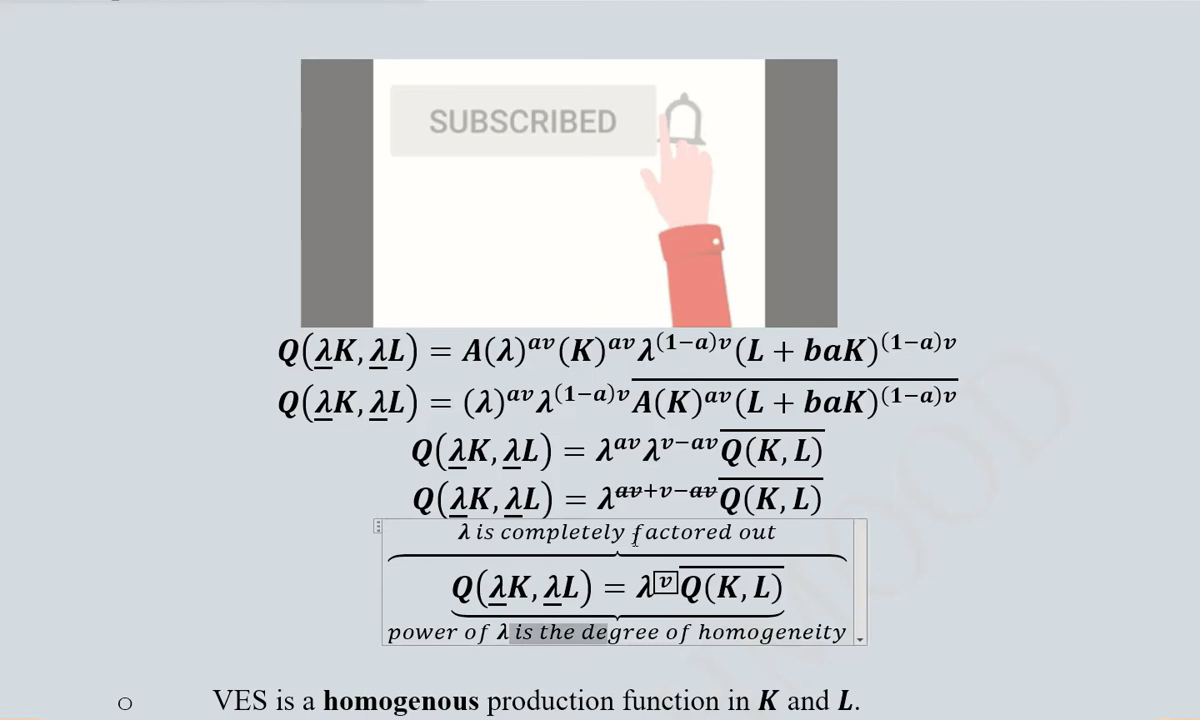 SUBSCRIBED
Q(λK, λL) = A(λ)^{av}(K)^{av}λ^{(1−a)v}(L + baK)^{(1−a)v}
Q(λK, λL) = (λ)^{av}λ^{(1−a)v}A(K)^{av}(L + baK)^{(1−a)v}
Q(λK, λL) = λ^{av}λ^{v−av}Q(K, L)
Q(λK, λL) = λ^{av+v−av}Q(K, L)
λ is completely factored out
Q(λK, λL) = λ^{v}Q(K, L)
power of λ is the degree of homogeneity
○ VES is a homogenous production function in K and L.